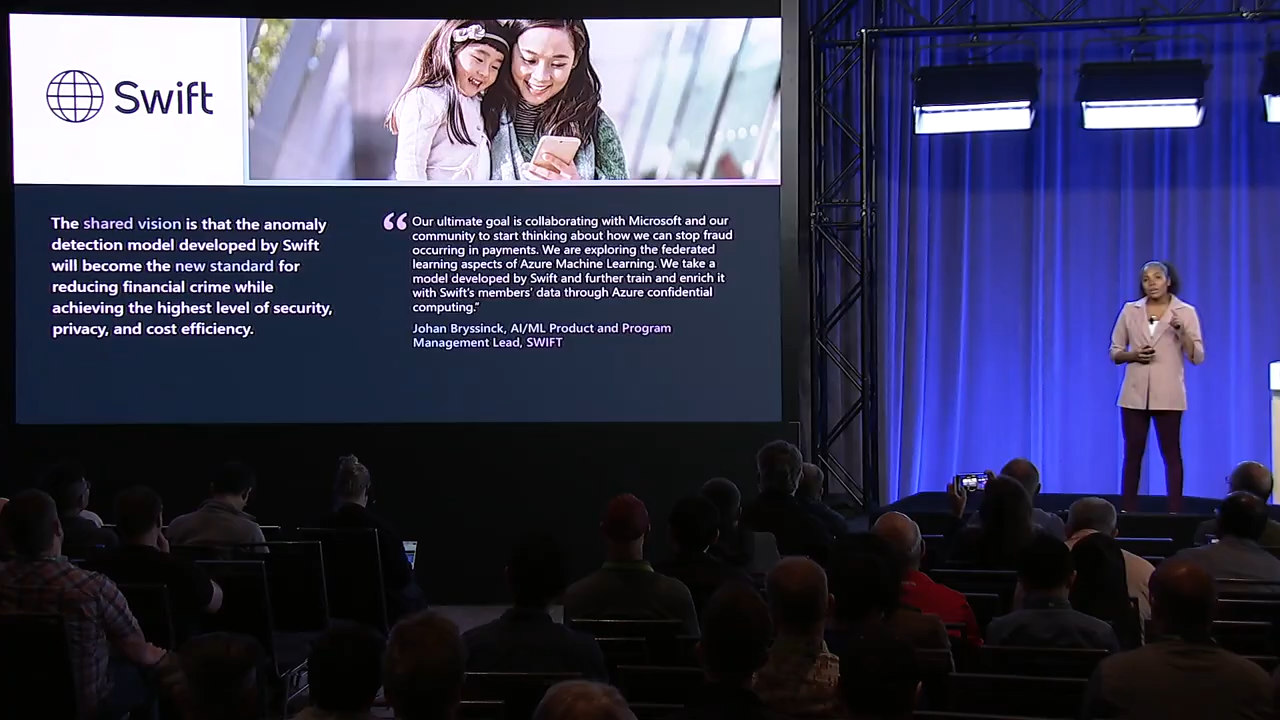 Swift
The shared vision is that the anomaly
detection model developed by Swift
will become the new standard for
reducing financial crime while
achieving the highest level of security,
privacy, and cost efficiency.
“Our ultimate goal is collaborating with Microsoft and our
community to start thinking about how we can stop fraud
occurring in payments. We are exploring the federated
learning aspects of Azure Machine Learning. We take a
model developed by Swift and further train and enrich it
with Swift's members' data through Azure confidential
computing."
Johan Bryssinck, AI/ML Product and Program
Management Lead, SWIFT